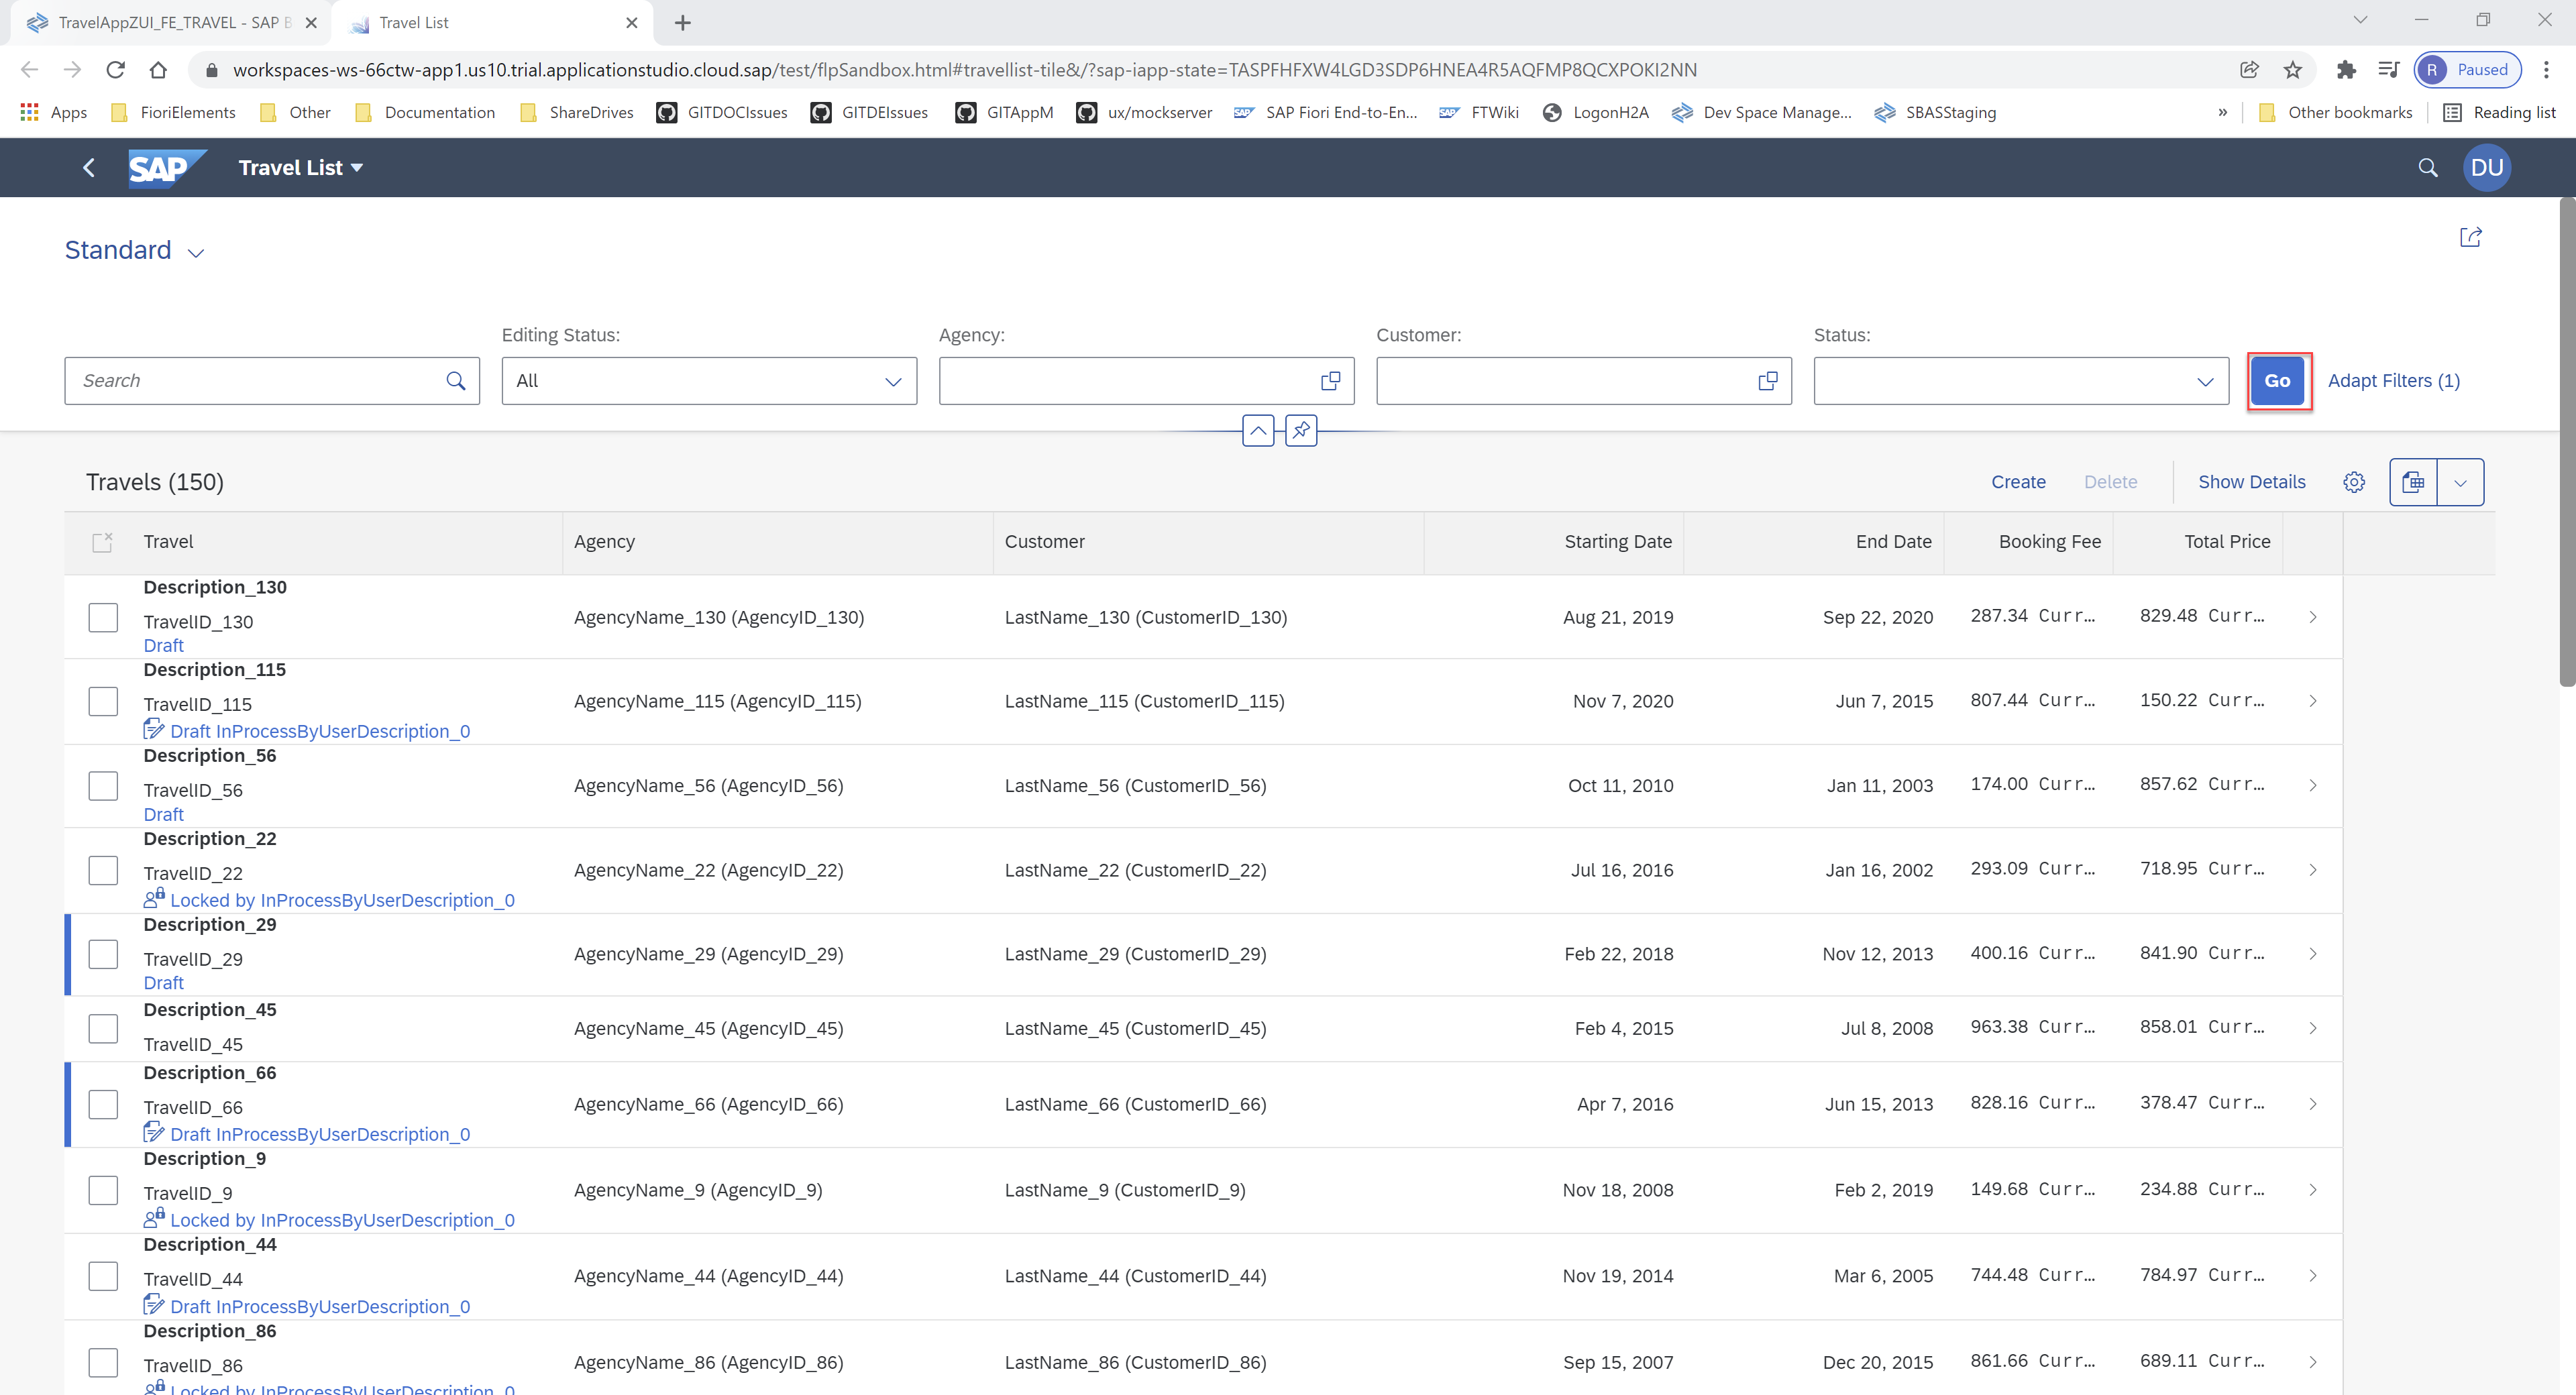 TravelAppZUI_FE_TRAVEL - SAP B
Travel List
workspaces-ws-66ctw-app1.us10.trial.applicationstudio.cloud.sap/test/flpSandbox.html#travellist-tile&/?sap-iapp-state=TASPFHFXW4LGD3SDP6HNEA4R5AQFMP8QCXPOKI2NN
R Paused
Apps FioriElements Other Documentation ShareDrives GITDOCIssues GITDEIssues GITAppM ux/mockserver SAP SAP Fiori End-to-En... SAP FTWiki LogonH2A Dev Space Manage... SBASStaging » Other bookmarks Reading list
SAP Travel List DU
Standard
Editing Status: Agency: Customer: Status:
Search All Go Adapt Filters (1)
Travels (150) Create Delete Show Details
Travel Agency Customer Starting Date End Date Booking Fee Total Price
Description_130
TravelID_130 AgencyName_130 (AgencyID_130) LastName_130 (CustomerID_130) Aug 21, 2019 Sep 22, 2020 287.34 Curr... 829.48 Curr...
Draft
Description_115
TravelID_115 AgencyName_115 (AgencyID_115) LastName_115 (CustomerID_115) Nov 7, 2020 Jun 7, 2015 807.44 Curr... 150.22 Curr...
Draft InProcessByUserDescription_0
Description_56
TravelID_56 AgencyName_56 (AgencyID_56) LastName_56 (CustomerID_56) Oct 11, 2010 Jan 11, 2003 174.00 Curr... 857.62 Curr...
Draft
Description_22
TravelID_22 AgencyName_22 (AgencyID_22) LastName_22 (CustomerID_22) Jul 16, 2016 Jan 16, 2002 293.09 Curr... 718.95 Curr...
Locked by InProcessByUserDescription_0
Description_29
TravelID_29 AgencyName_29 (AgencyID_29) LastName_29 (CustomerID_29) Feb 22, 2018 Nov 12, 2013 400.16 Curr... 841.90 Curr...
Draft
Description_45
TravelID_45 AgencyName_45 (AgencyID_45) LastName_45 (CustomerID_45) Feb 4, 2015 Jul 8, 2008 963.38 Curr... 858.01 Curr...
Description_66
TravelID_66 AgencyName_66 (AgencyID_66) LastName_66 (CustomerID_66) Apr 7, 2016 Jun 15, 2013 828.16 Curr... 378.47 Curr...
Draft InProcessByUserDescription_0
Description_9
TravelID_9 AgencyName_9 (AgencyID_9) LastName_9 (CustomerID_9) Nov 18, 2008 Feb 2, 2019 149.68 Curr... 234.88 Curr...
Locked by InProcessByUserDescription_0
Description_44
TravelID_44 AgencyName_44 (AgencyID_44) LastName_44 (CustomerID_44) Nov 19, 2014 Mar 6, 2005 744.48 Curr... 784.97 Curr...
Draft InProcessByUserDescription_0
Description_86
TravelID_86 AgencyName_86 (AgencyID_86) LastName_86 (CustomerID_86) Sep 15, 2007 Dec 20, 2015 861.66 Curr... 689.11 Curr...
Locked by InProcessByUserDescription_0